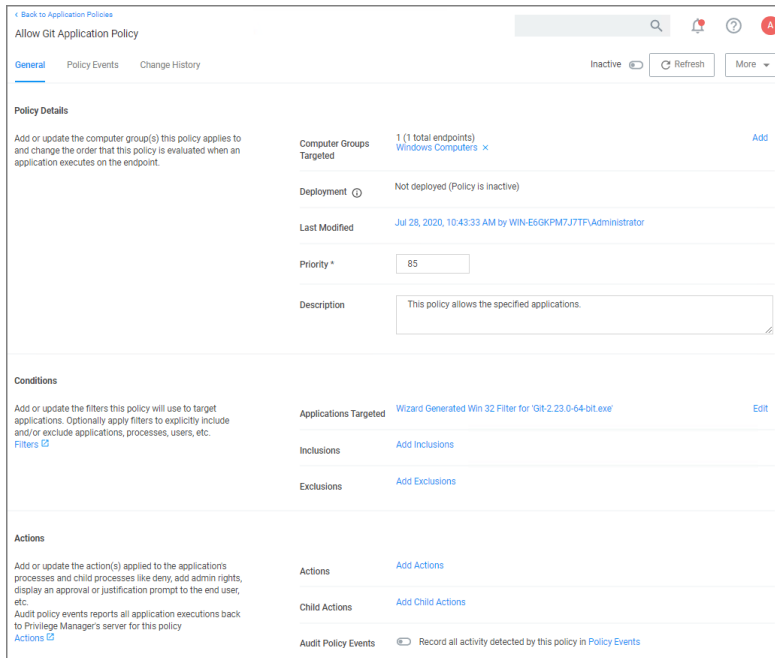 ‹ Back to Application Policies
Allow Git Application Policy
A
General
Policy Events
Change History
Inactive
Refresh
More
Policy Details
Add or update the computer group(s) this policy applies to
and change the order that this policy is evaluated when an
application executes on the endpoint.
Computer Groups
Targeted
1 (1 total endpoints)
Windows Computers ×
Add
Deployment
Not deployed (Policy is inactive)
Last Modified
Jul 28, 2020, 10:43:33 AM by WIN-E6GKPM7J7TF\Administrator
Priority *
85
Description
This policy allows the specified applications.
Conditions
Add or update the filters this policy will use to target
applications. Optionally apply filters to explicitly include
and/or exclude applications, processes, users, etc.
Filters
Applications Targeted
Wizard Generated Win 32 Filter for 'Git-2.23.0-64-bit.exe'
Edit
Inclusions
Add Inclusions
Exclusions
Add Exclusions
Actions
Add or update the action(s) applied to the application's
processes and child processes like deny, add admin rights,
display an approval or justification prompt to the end user,
etc.
Audit policy events reports all application executions back
to Privilege Manager's server for this policy
Actions
Actions
Add Actions
Child Actions
Add Child Actions
Audit Policy Events
Record all activity detected by this policy in Policy Events